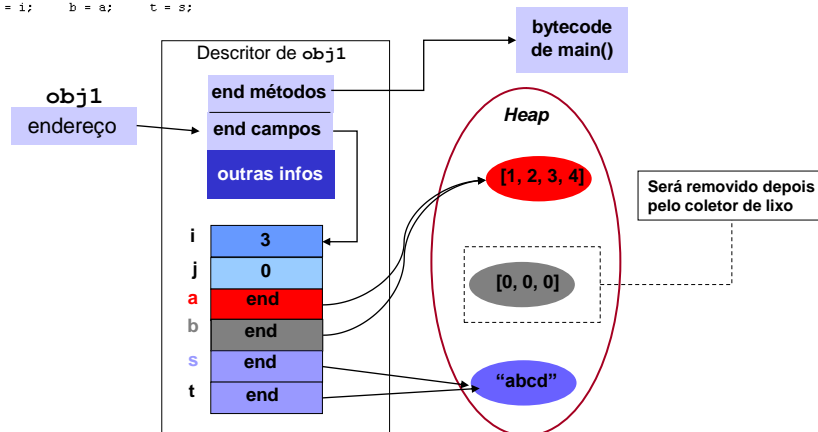 = i; b = a; t = s;
Descritor de obj1
bytecode
de main()
obj1
endereço
end métodos
end campos
outras infos
Heap
[1, 2, 3, 4]
Será removido depois
pelo coletor de lixo
[0, 0, 0]
“abcd”
i 3
j 0
a end
b end
s end
t end